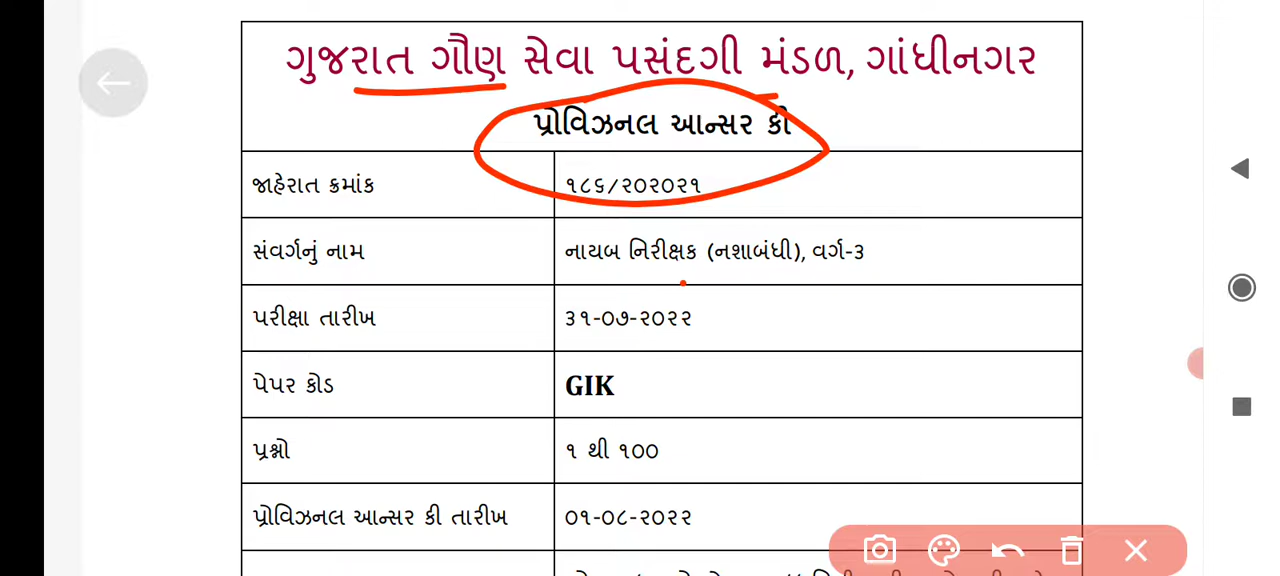 ગુજરાત ગૌણ સેવા પસંદગી મંડળ, ગાંધીનગર
પ્રોવિઝનલ આન્સર કી
જાહેરાત ક્રમાંક ૧૮૬/૨૦૨૦૨૧
સંવર્ગનું નામ નાયબ નિરીક્ષક (નશાબંધી), વર્ગ-૩
પરીક્ષા તારીખ ૩૧-૦૭-૨૦૨૨
પેપર કોડ GIK
પ્રશ્નો ૧ થી ૧૦૦
પ્રોવિઝનલ આન્સર કી તારીખ ૦૧-૦૮-૨૦૨૨